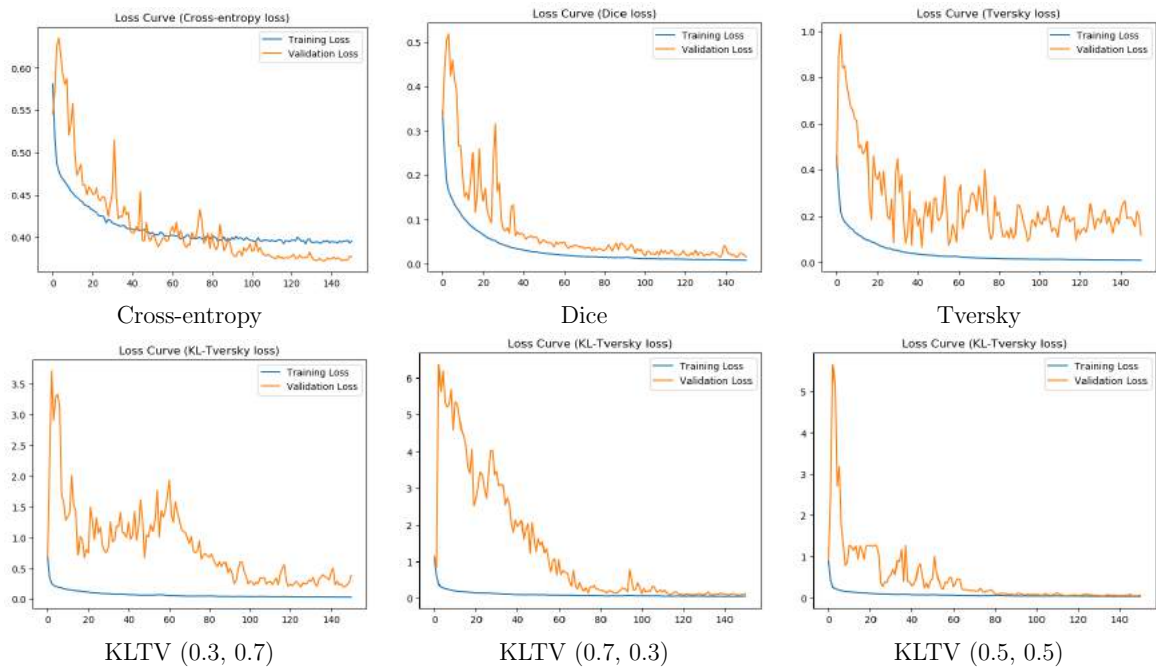 Loss Curve (Cross-entropy loss)
Training Loss
Validation Loss
0.60
0.55
0.50
0.45
0.40
0 20 40 60 80 100 120 140
Cross-entropy
Loss Curve (Dice loss)
Training Loss
Validation Loss
0.5
0.4
0.3
0.2
0.1
0.0
0 20 40 60 80 100 120 140
Dice
Loss Curve (Tversky loss)
Training Loss
Validation Loss
1.0
0.8
0.6
0.4
0.2
0.0
0 20 40 60 80 100 120 140
Tversky
Loss Curve (KL-Tversky loss)
Training Loss
Validation Loss
3.5
3.0
2.5
2.0
1.5
1.0
0.5
0.0
0 20 40 60 80 100 120 140
KLTV (0.3, 0.7)
Loss Curve (KL-Tversky loss)
Training Loss
Validation Loss
6
5
4
3
2
1
0
0 20 40 60 80 100 120 140
KLTV (0.7, 0.3)
Loss Curve (KL-Tversky loss)
Training Loss
Validation Loss
5
4
3
2
1
0
0 20 40 60 80 100 120 140
KLTV (0.5, 0.5)